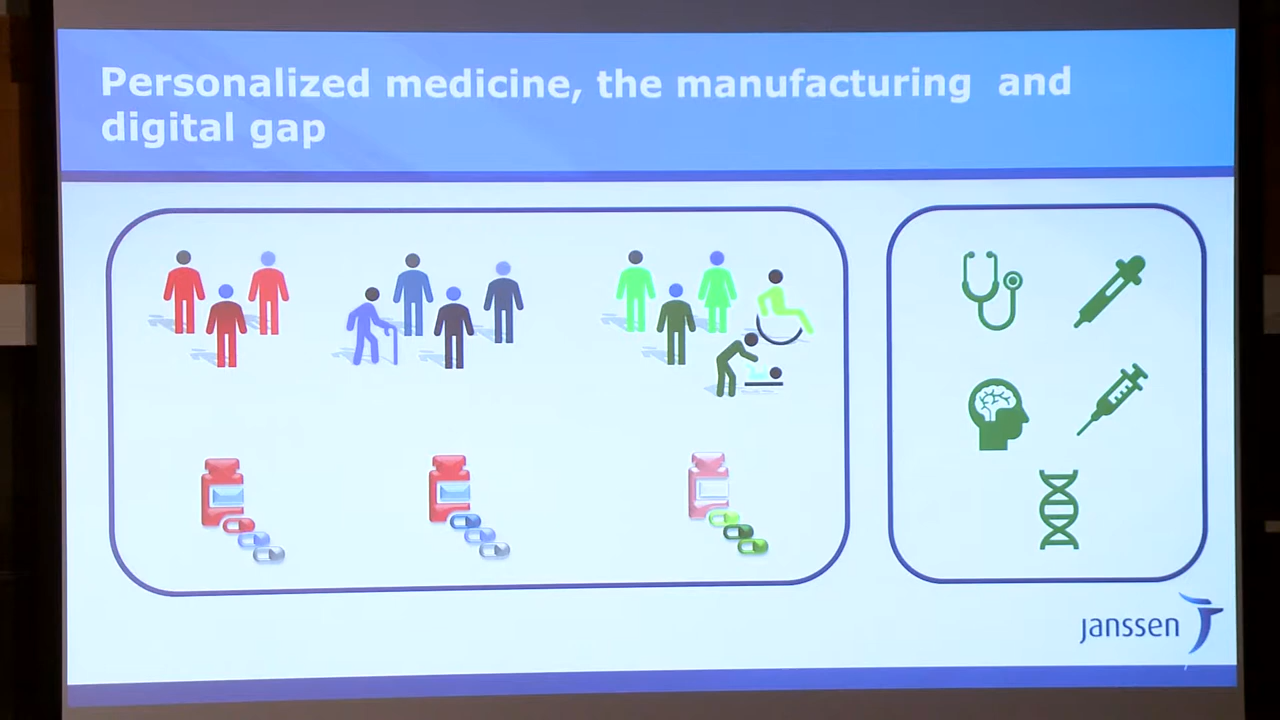 Personalized medicine, the manufacturing and
digital gap
janssen